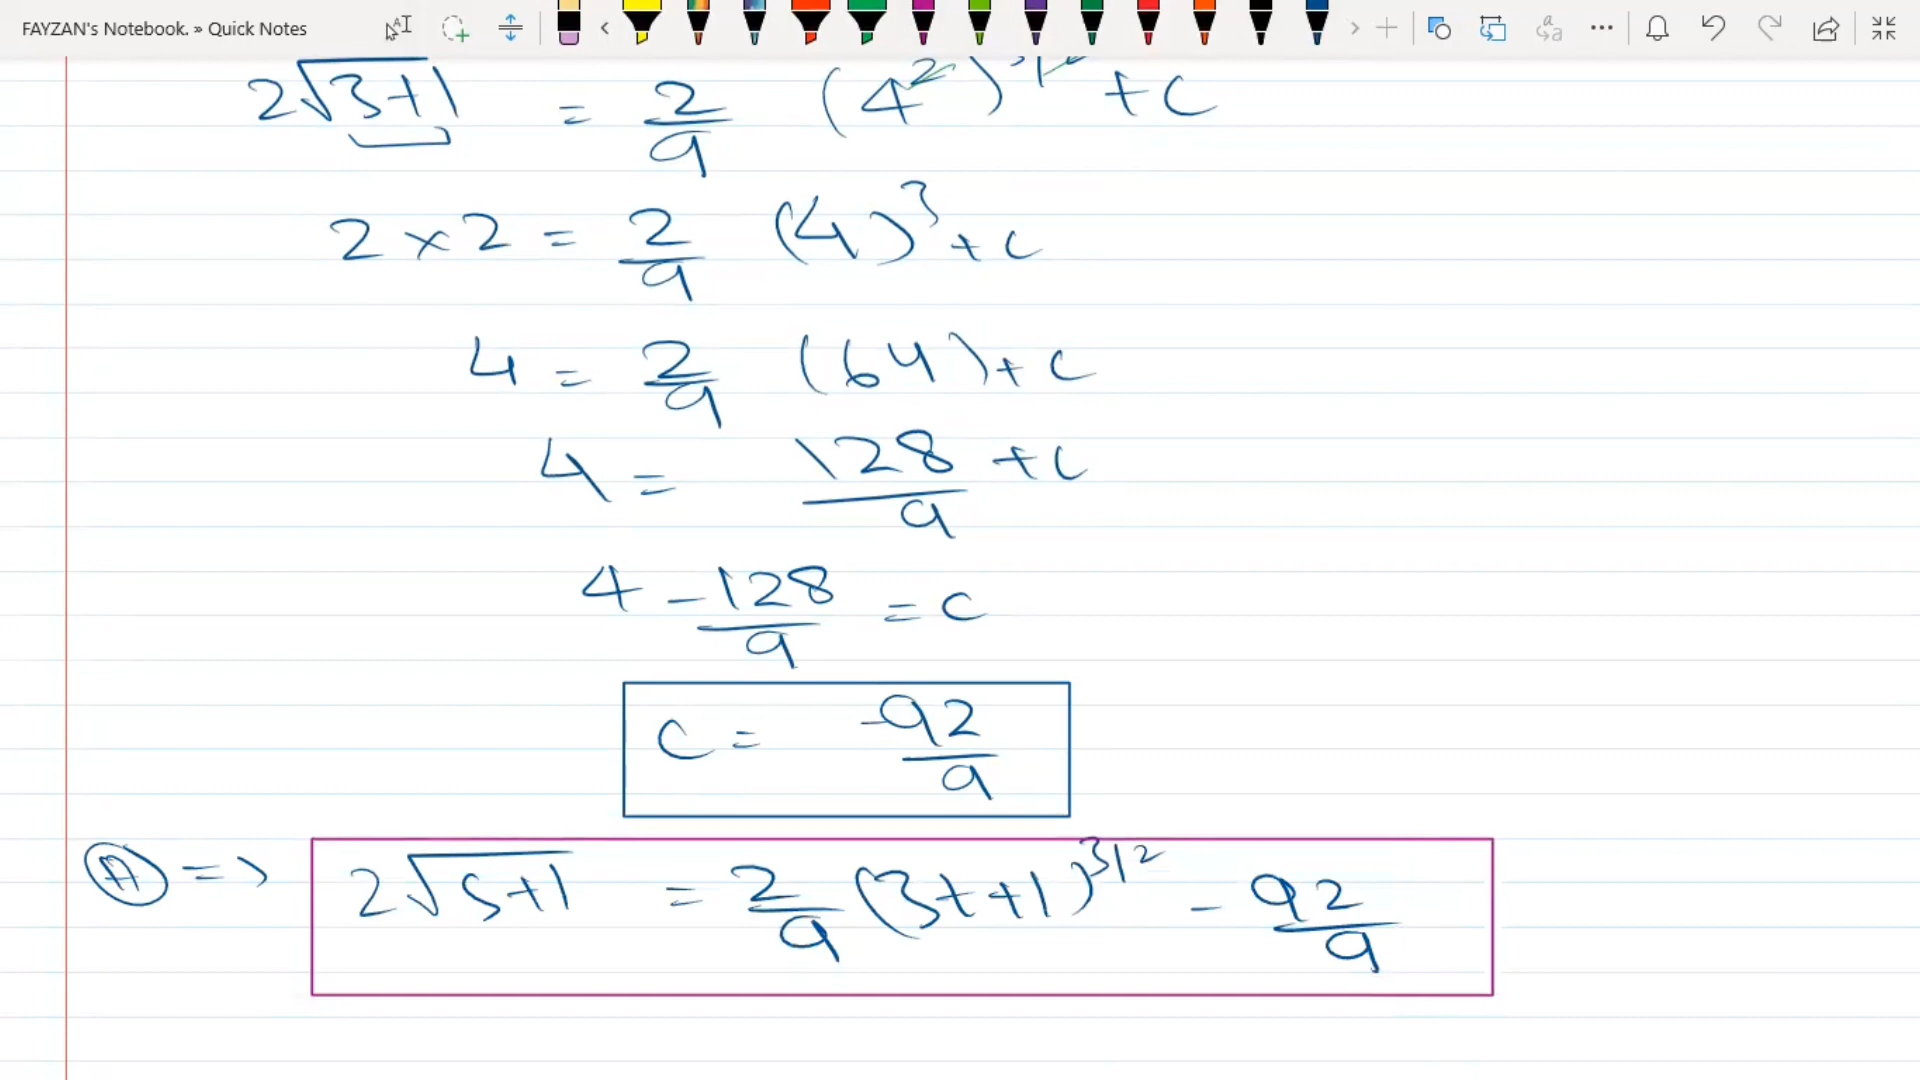 FAYZAN's Notebook. » Quick Notes
2√(3+1) = 2/9 (4²)^(3/2) + c
2 × 2 = 2/9 (4)³ + c
4 = 2/9 (64) + c
4 = 128/9 + c
4 - 128/9 = c
c = -92/9
Ⓐ => 2√(s+1) = 2/9 (3t+1)^(3/2) - 92/9